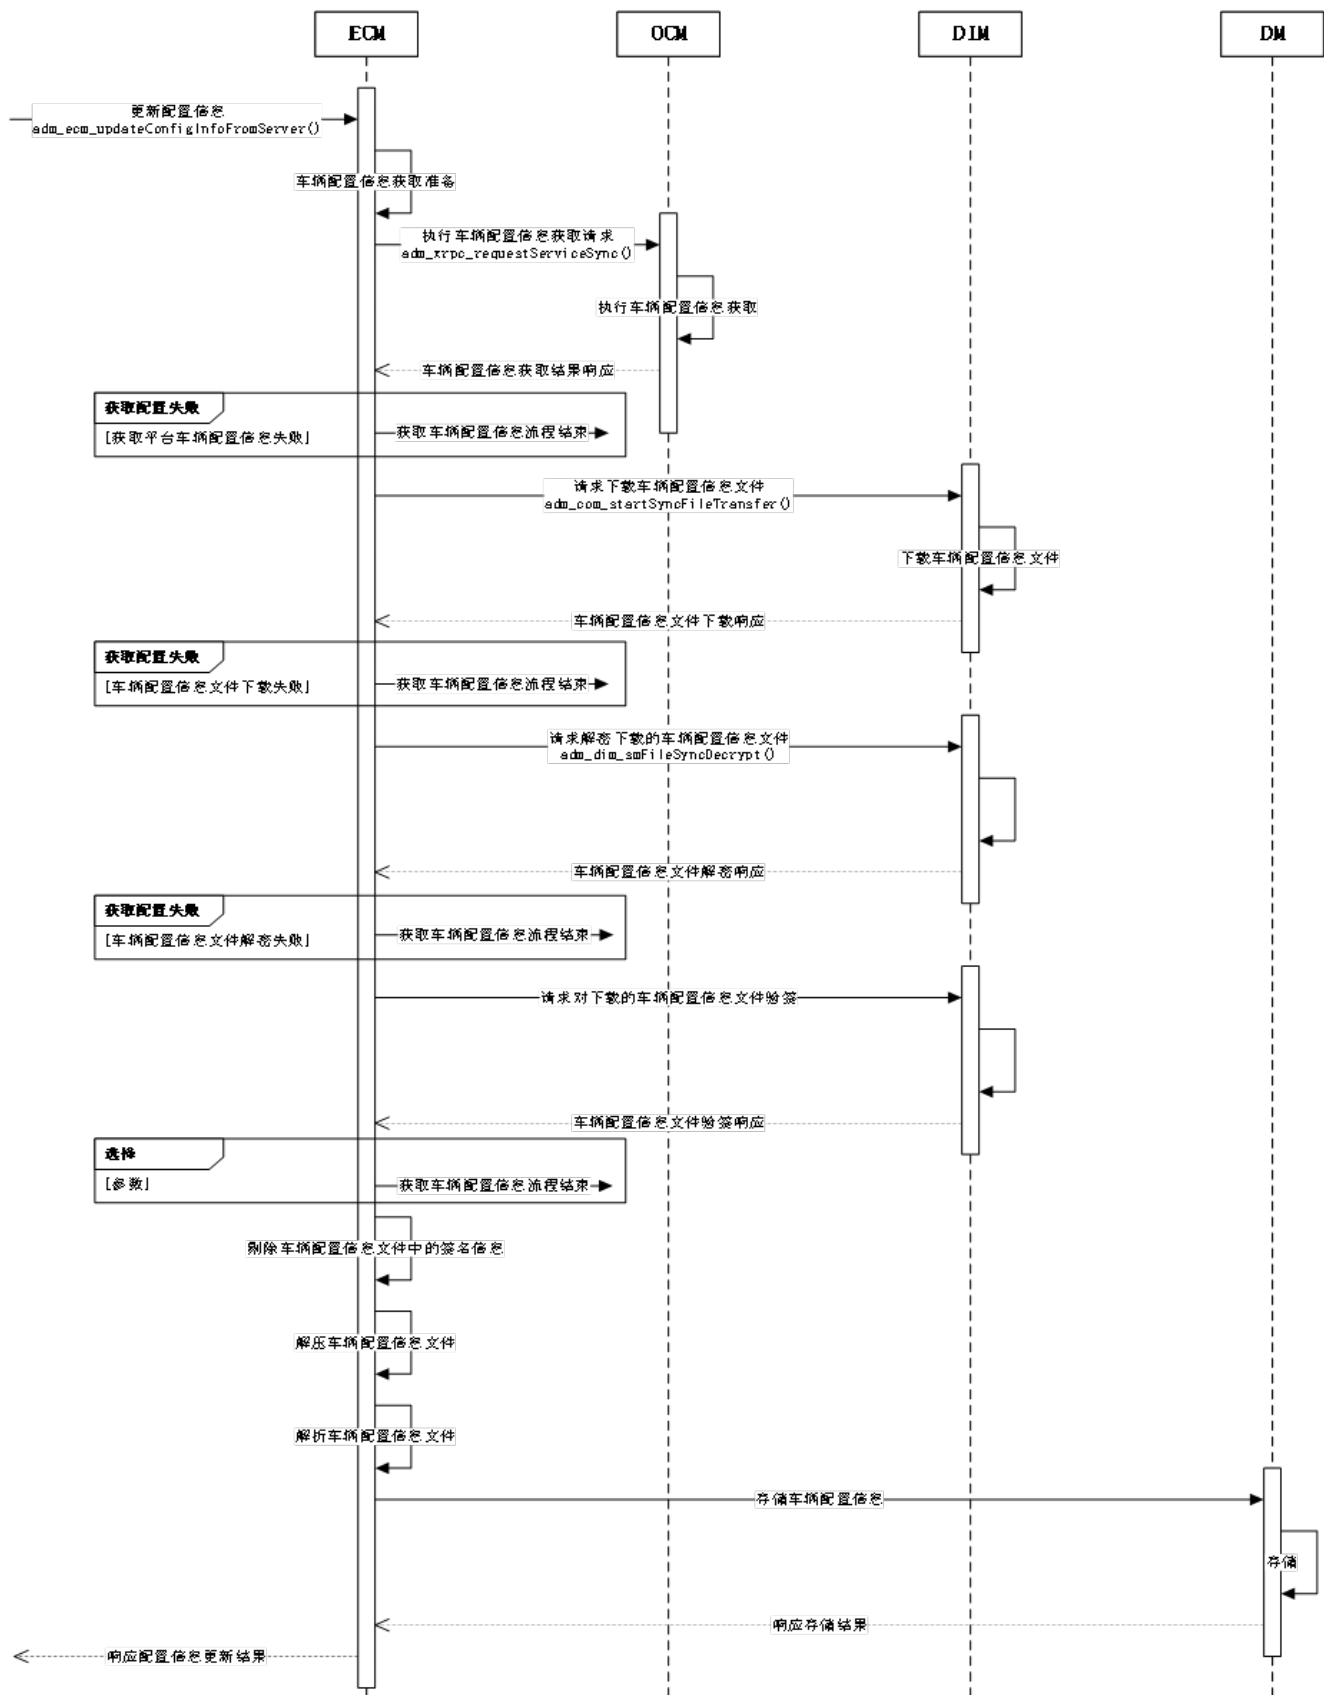 ECM
OCM
DIM
DM
更新配置信息
adm_ecm_updateConfigInfoFromServer()
车辆配置信息获取准备
执行车辆配置信息获取请求
adm_xrpc_requestServiceSync()
执行车辆配置信息获取
车辆配置信息获取结果响应
获取配置失败
[获取平台车辆配置信息失败]
获取车辆配置信息流程结束
请求下载车辆配置信息文件
adm_com_startSyncFileTransfer()
下载车辆配置信息文件
车辆配置信息文件下载响应
获取配置失败
[车辆配置信息文件下载失败]
获取车辆配置信息流程结束
请求解密下载的车辆配置信息文件
adm_dim_smFileSyncDecrypt()
车辆配置信息文件解密响应
获取配置失败
[车辆配置信息文件解密失败]
获取车辆配置信息流程结束
请求对下载的车辆配置信息文件验签
车辆配置信息文件验签响应
选择
[参数]
获取车辆配置信息流程结束
剔除车辆配置信息文件中的签名信息
解压车辆配置信息文件
解析车辆配置信息文件
存储车辆配置信息
存储
响应存储结果
响应配置信息更新结果